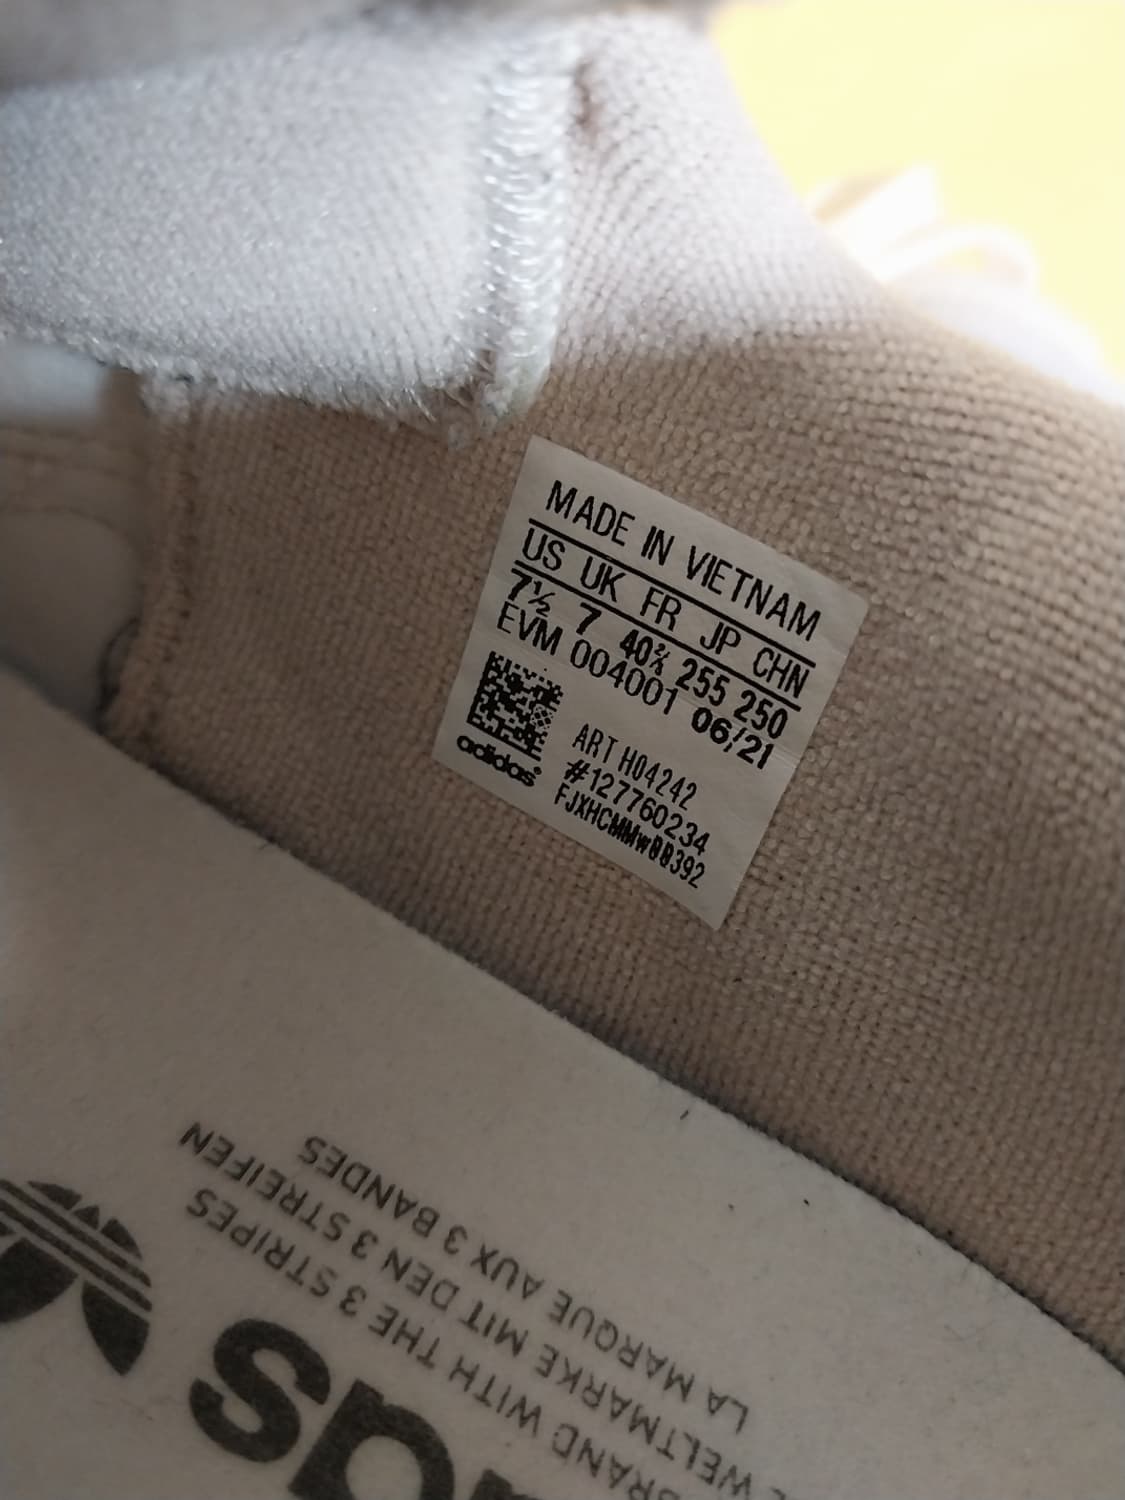 MADE IN VIETNAM
US UK FR JP CHN
7½ 7 40⅔ 255 250
EVM 004001 06/21
adidas
ART H04242
#127760234
FJXHCMMw00392
BRAND WITH THE 3 STRIPES
WELTMARKE MIT DEN 3 STREIFEN
LA MARQUE AUX 3 BANDES